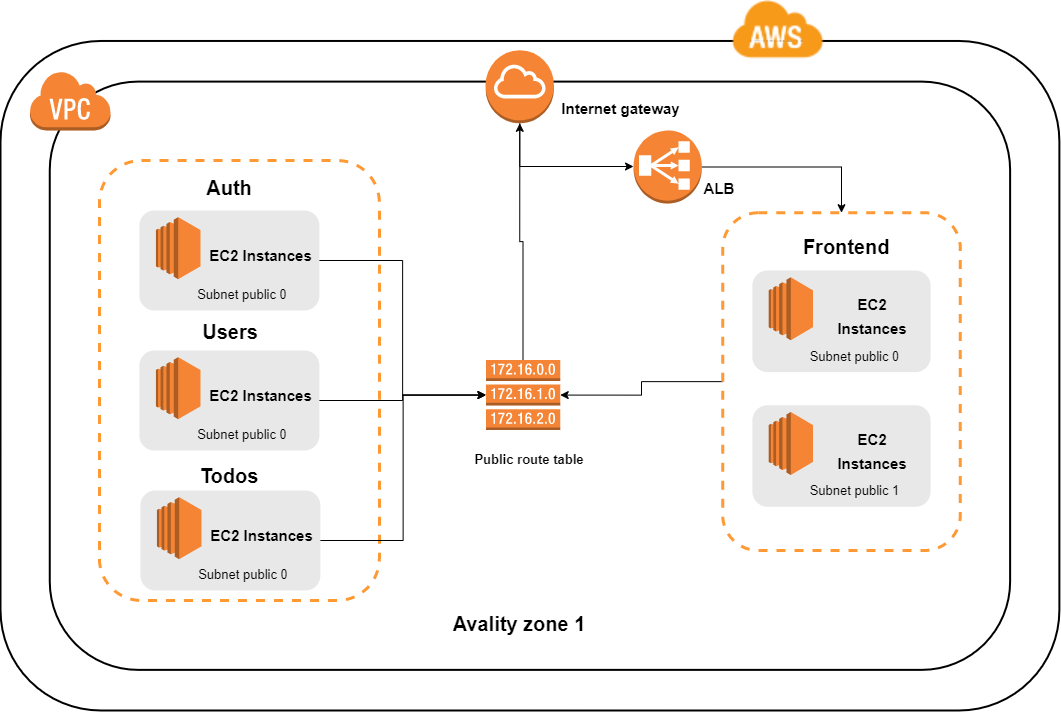 AWS
VPC
Internet gateway
ALB
Auth
EC2 Instances
Subnet public 0
Users
EC2 Instances
Subnet public 0
Todos
EC2 Instances
Subnet public 0
172.16.0.0
172.16.1.0
172.16.2.0
Public route table
Frontend
EC2
Instances
Subnet public 0
EC2
Instances
Subnet public 1
Avality zone 1